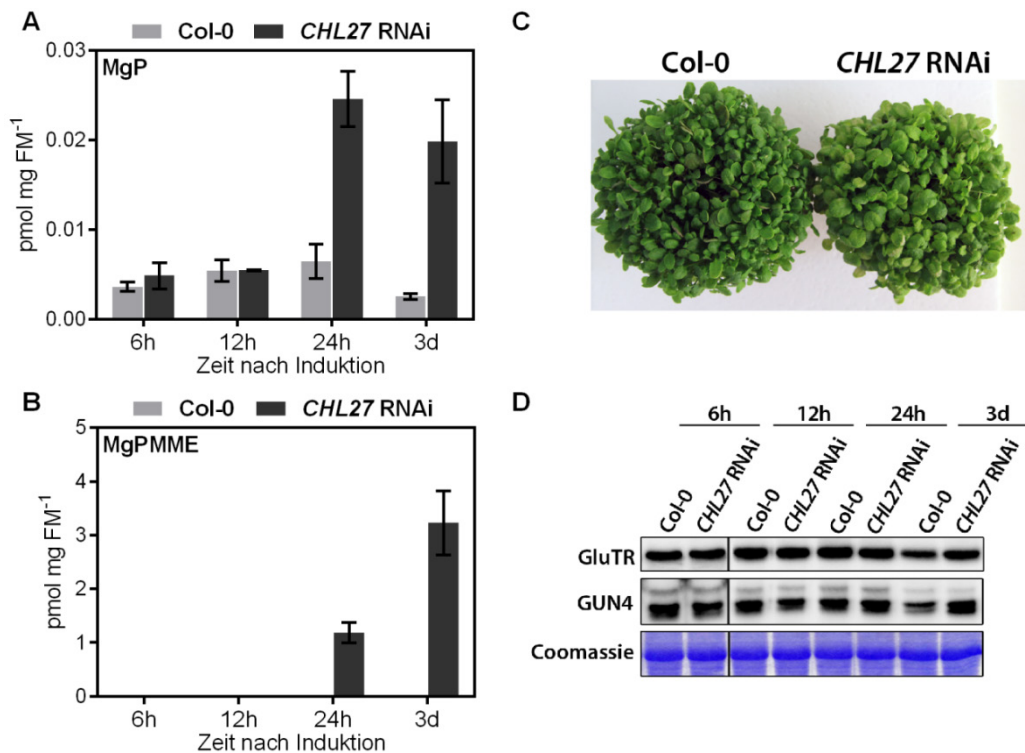 A
Col-0 CHL27 RNAi
MgP
0.03
0.02
0.01
0.00
pmol mg FM⁻¹
6h 12h 24h 3d
Zeit nach Induktion
B
Col-0 CHL27 RNAi
MgPMME
5
4
3
2
1
0
pmol mg FM⁻¹
6h 12h 24h 3d
Zeit nach Induktion
C
Col-0 CHL27 RNAi
D
6h 12h 24h 3d
Col-0 CHL27 RNAi Col-0 CHL27 RNAi Col-0 CHL27 RNAi Col-0 CHL27 RNAi
GluTR
GUN4
Coomassie